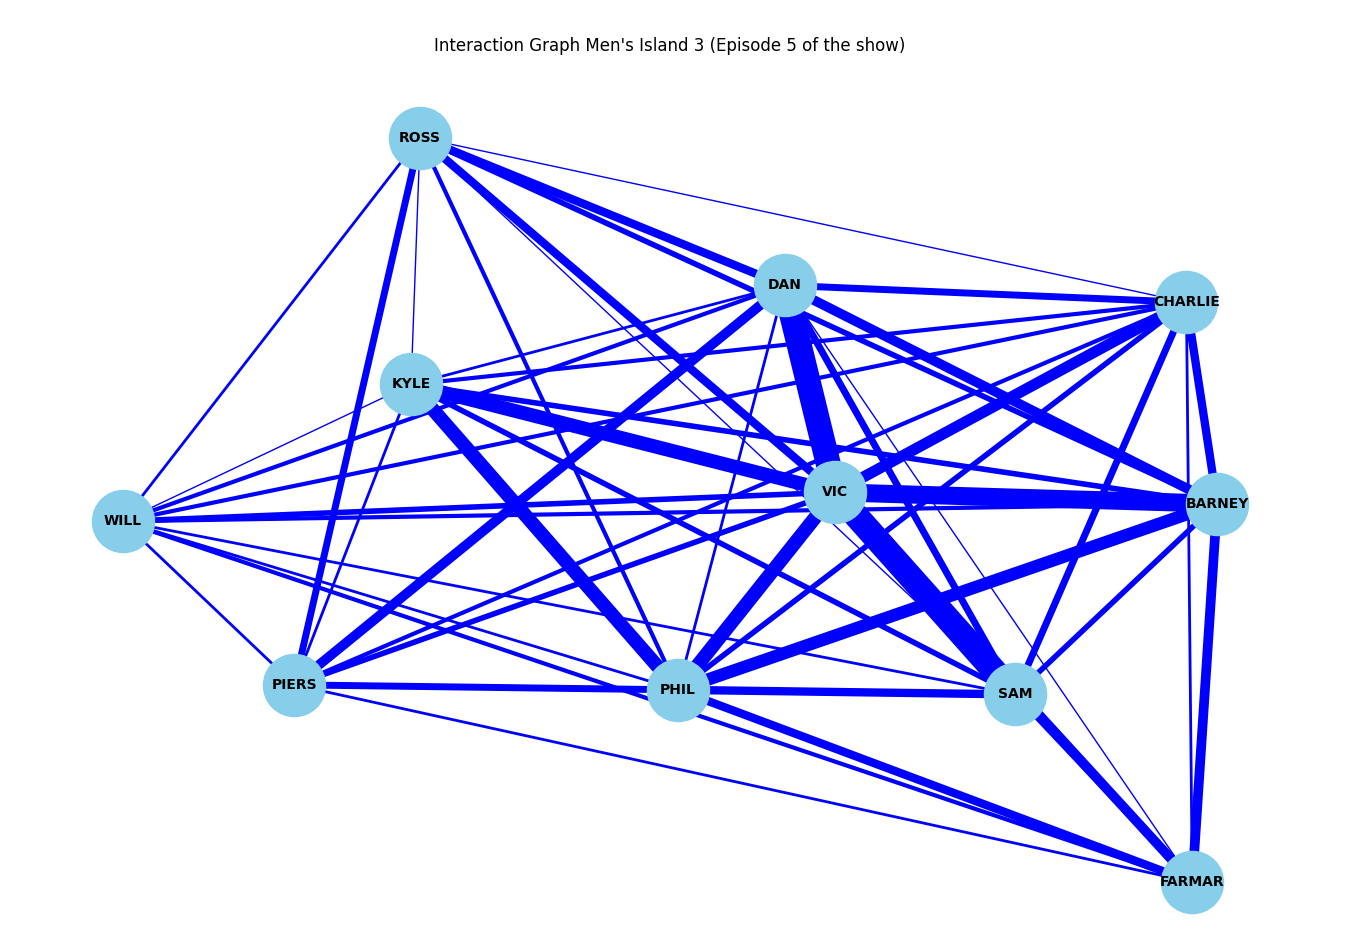 Interaction Graph Men's Island 3 (Episode 5 of the show)
ROSS
DAN
CHARLIE
KYLE
VIC
BARNEY
WILL
PIERS
PHIL
SAM
FARMAR